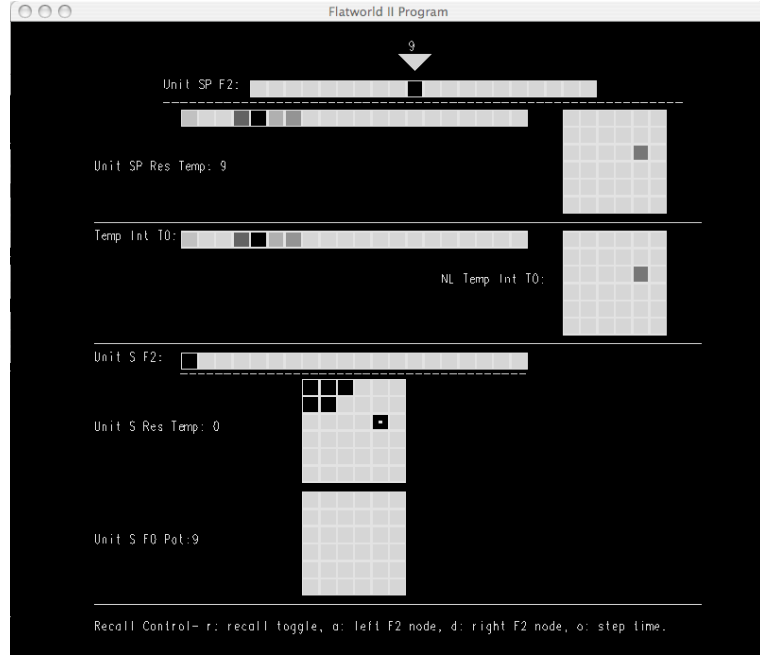 Flatworld II Program
9
Unit SP F2:
Unit SP Res Temp: 9
Temp Int T0:
NL Temp Int T0:
Unit S F2:
Unit S Res Temp: 0
Unit S F0 Pot:9
Recall Control- r: recall toggle, a: left F2 node, d: right F2 node, o: step time.